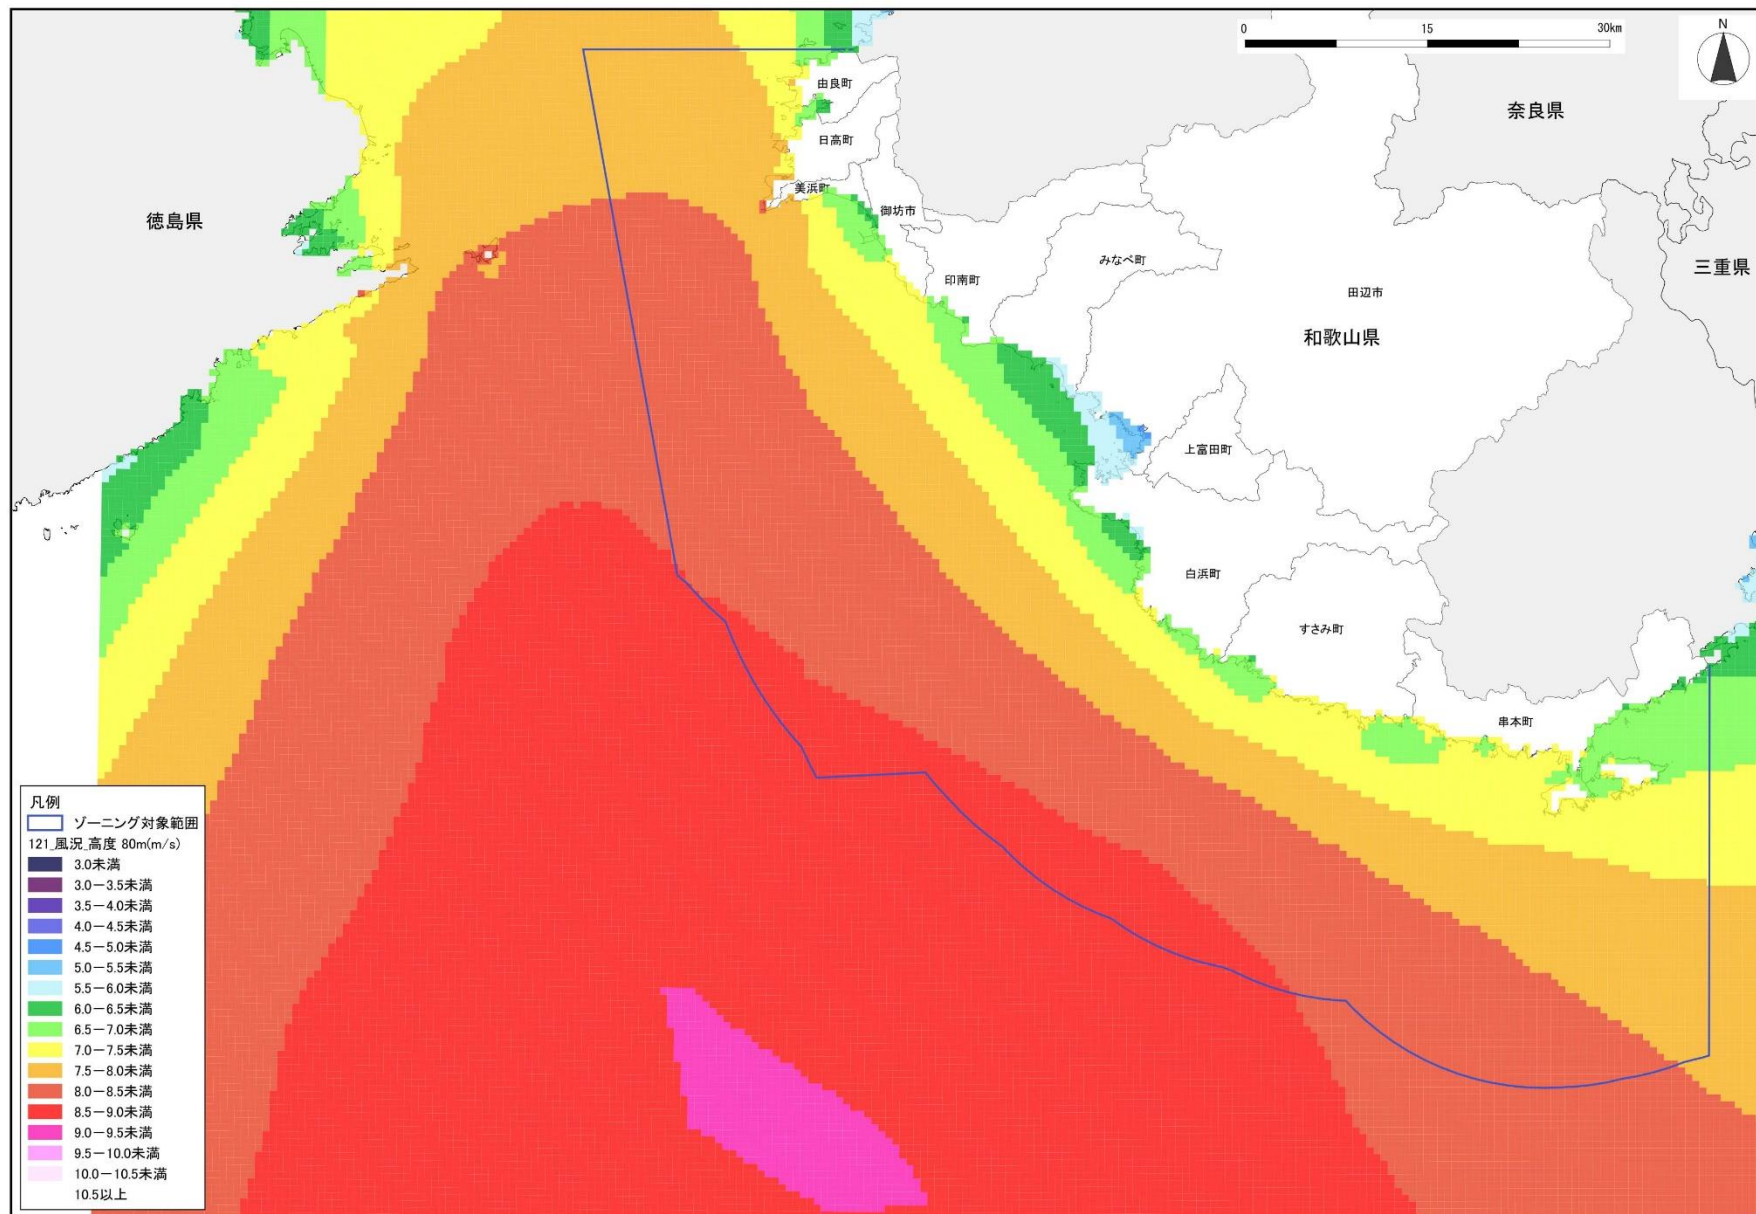 0 15 30km
N
奈良県
由良町
日高町
美浜町
御坊市
徳島県
みなべ町
三重県
印南町
田辺市
和歌山県
上富田町
白浜町
すさみ町
串本町
凡例
ゾーニング対象範囲
121_風況_高度 80m(m/s)
3.0未満
3.0－3.5未満
3.5－4.0未満
4.0－4.5未満
4.5－5.0未満
5.0－5.5未満
5.5－6.0未満
6.0－6.5未満
6.5－7.0未満
7.0－7.5未満
7.5－8.0未満
8.0－8.5未満
8.5－9.0未満
9.0－9.5未満
9.5－10.0未満
10.0－10.5未満
10.5以上